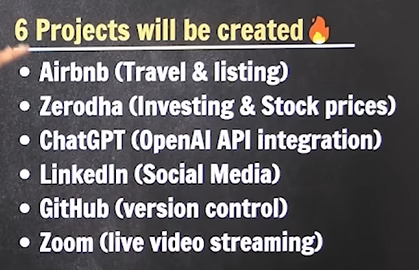 6 Projects will be created🔥
• Airbnb (Travel & listing)
• Zerodha (Investing & Stock prices)
• ChatGPT (OpenAI API integration)
• LinkedIn (Social Media)
• GitHub (version control)
• Zoom (live video streaming)